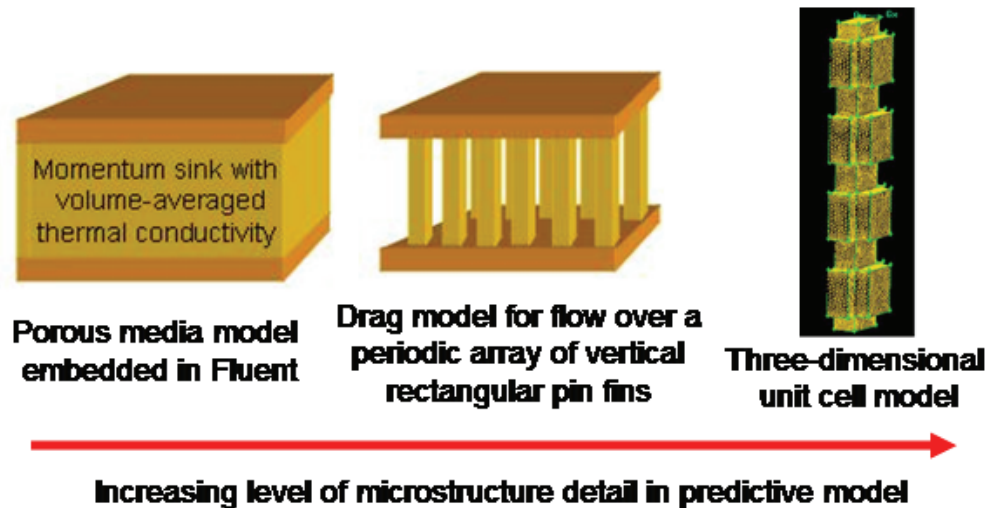 Momentum sink with
volume-averaged
thermal conductivity
Porous media model
embedded in Fluent
Drag model for flow over a
periodic array of vertical
rectangular pin fins
Three-dimensional
unit cell model
Increasing level of microstructure detail in predictive model